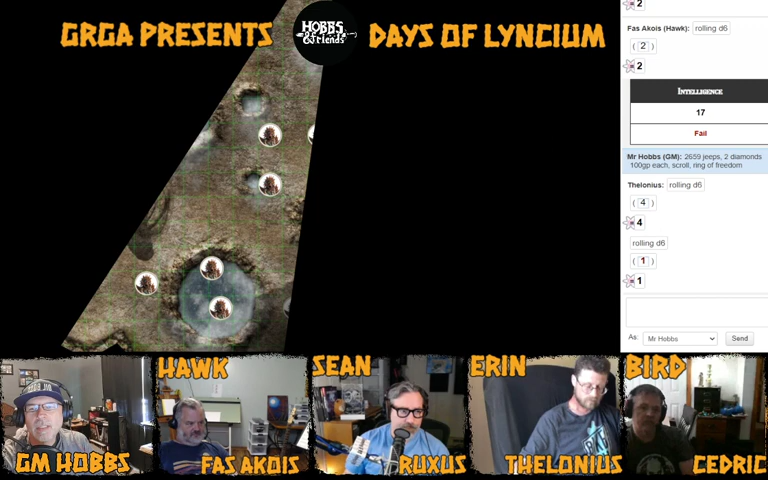 GRGA PRESENTS
HOBBS
& friends
DAYS OF LYNCIUM
2
Fas Akois (Hawk): rolling d6
( 2 )
2
INTELLIGENCE
17
Fail
Mr Hobbs (GM): 2659 jeeps, 2 diamonds
100gp each, scroll, ring of freedom
Thelonius: rolling d6
( 4 )
4
rolling d6
( 1 )
1
As: Mr Hobbs Send
HAWK
SEAN
ERIN
BIRD
GM HOBBS
FAS AKOIS
RUXUS
THELONIUS
CEDRIC